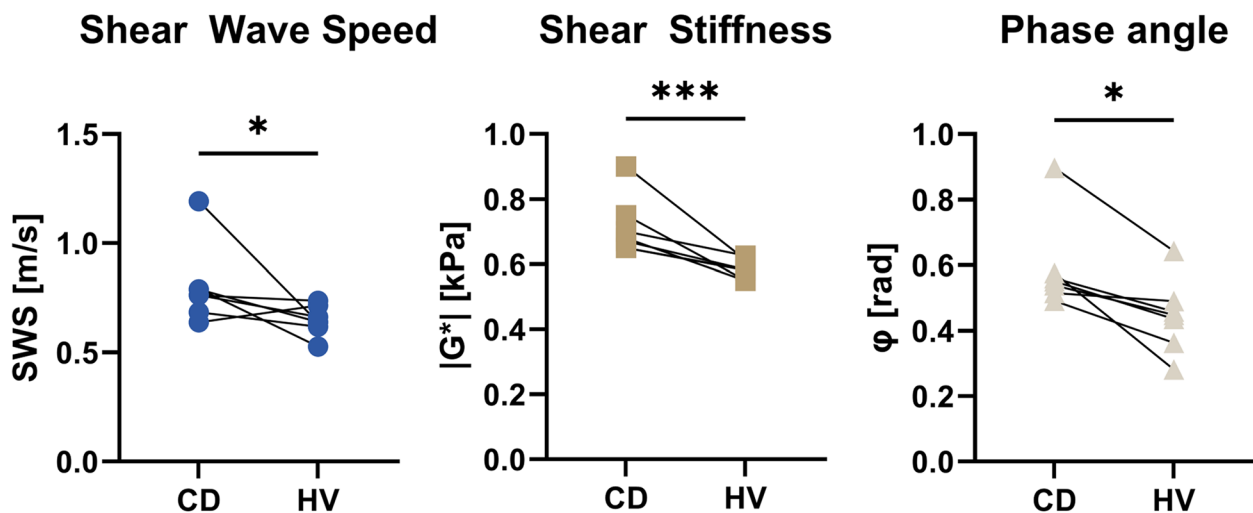 Shear Wave Speed
*
SWS [m/s]
1.5
1.0
0.5
0.0
CD HV
Shear Stiffness
***
|G*| [kPa]
1.0
0.8
0.6
0.4
0.2
0.0
CD HV
Phase angle
*
φ [rad]
1.0
0.8
0.6
0.4
0.2
0.0
CD HV